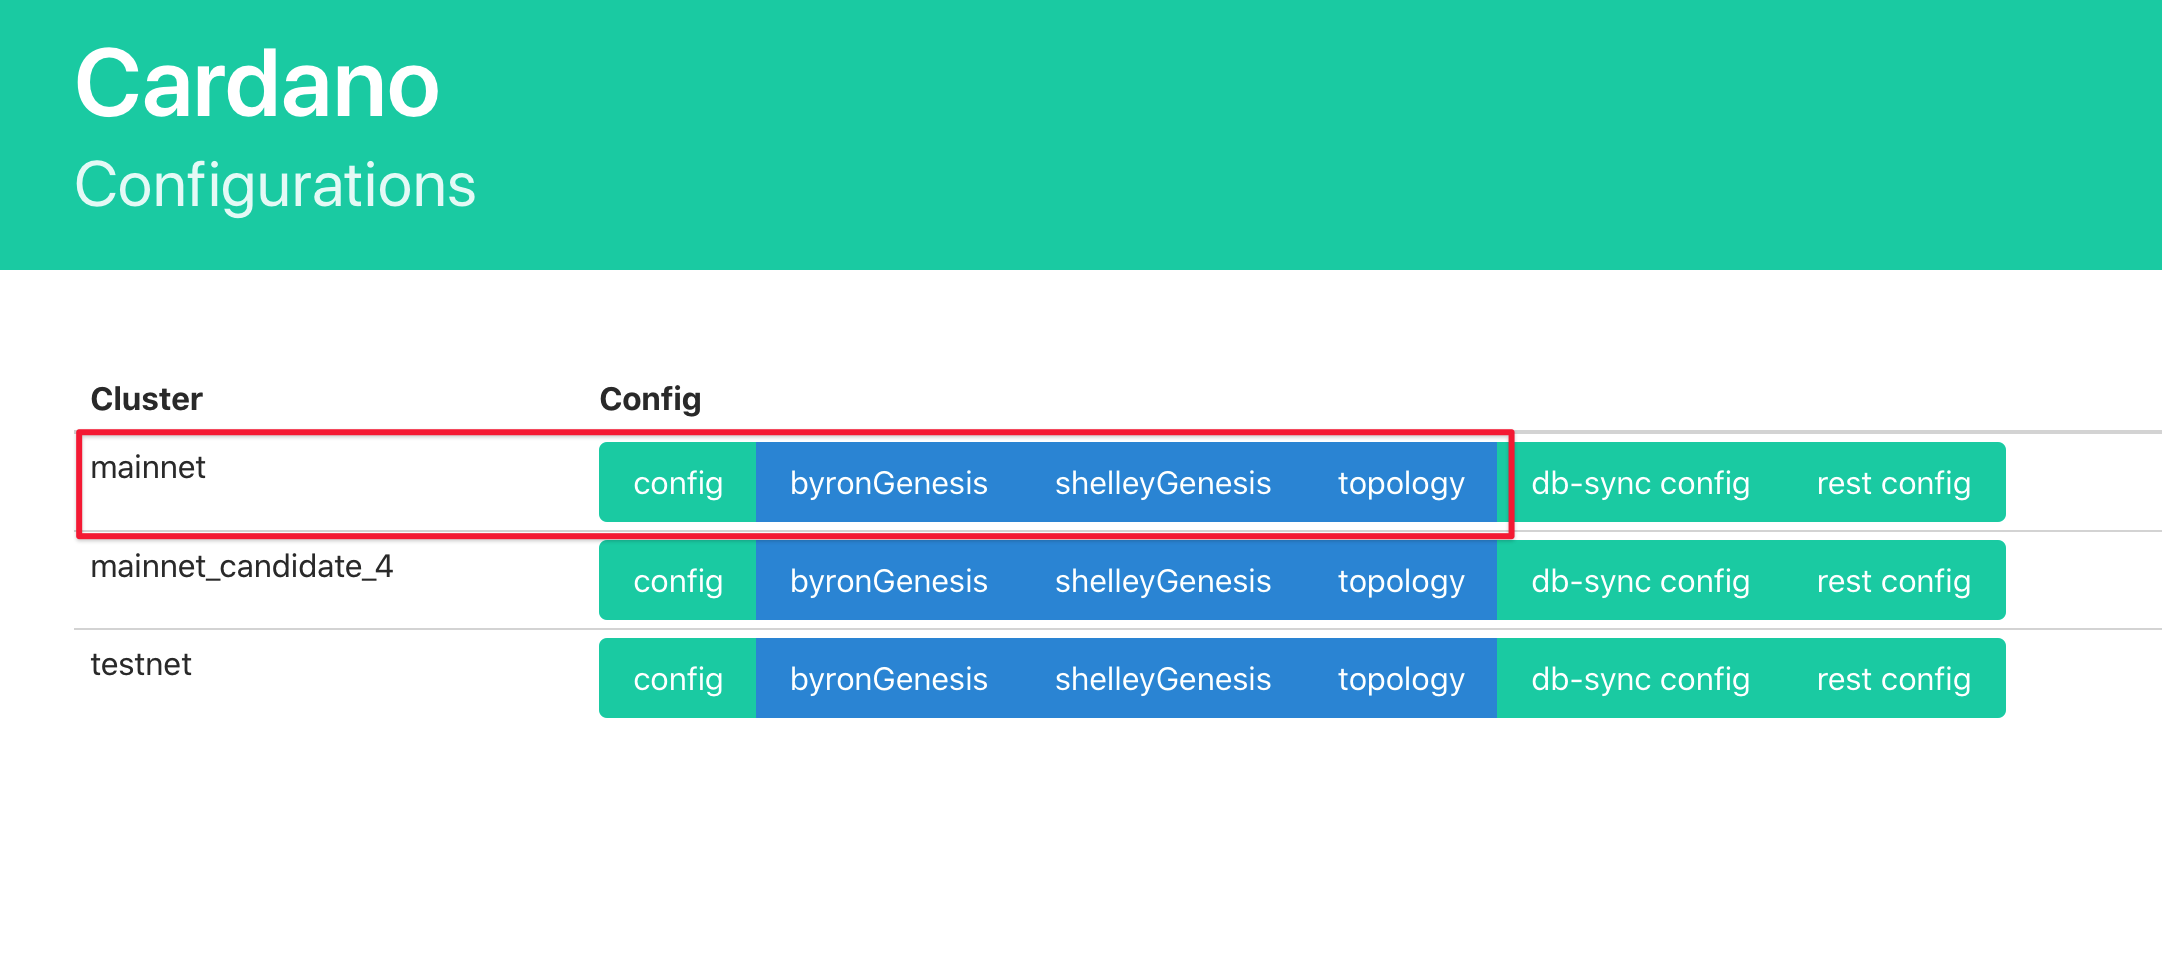 Cardano
Configurations
Cluster Config
mainnet config byronGenesis shelleyGenesis topology db-sync config rest config
mainnet_candidate_4 config byronGenesis shelleyGenesis topology db-sync config rest config
testnet config byronGenesis shelleyGenesis topology db-sync config rest config